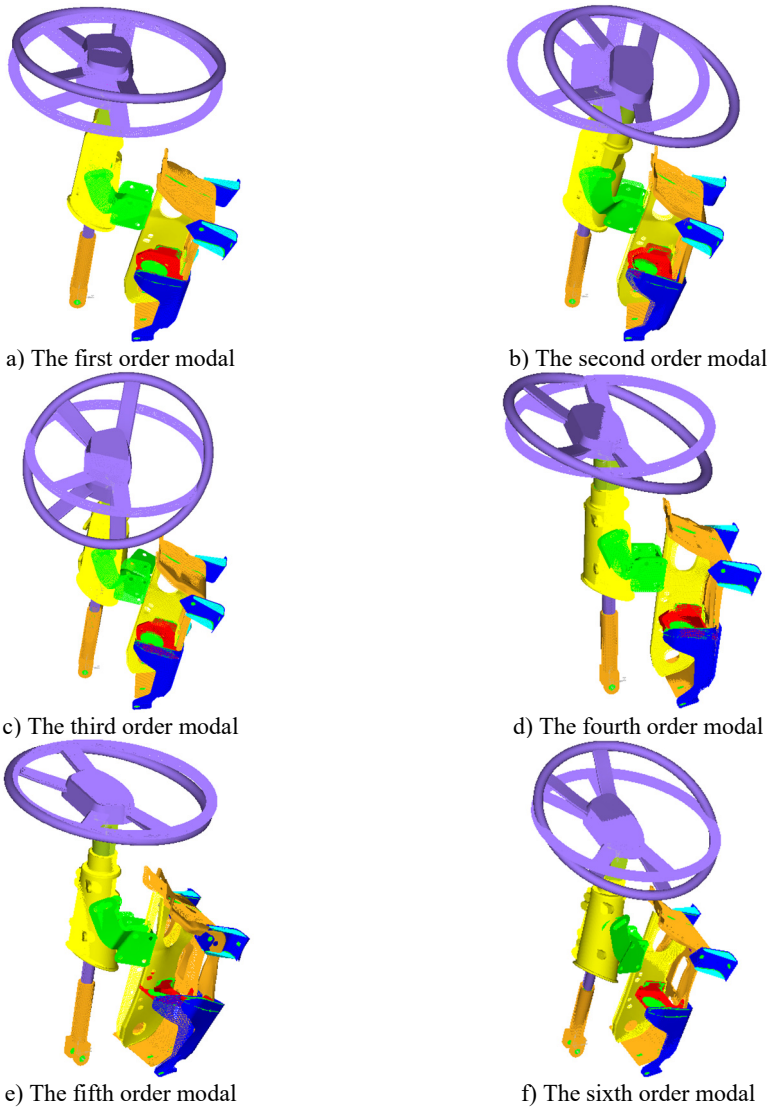 a) The first order modal
b) The second order modal
c) The third order modal
d) The fourth order modal
e) The fifth order modal
f) The sixth order modal